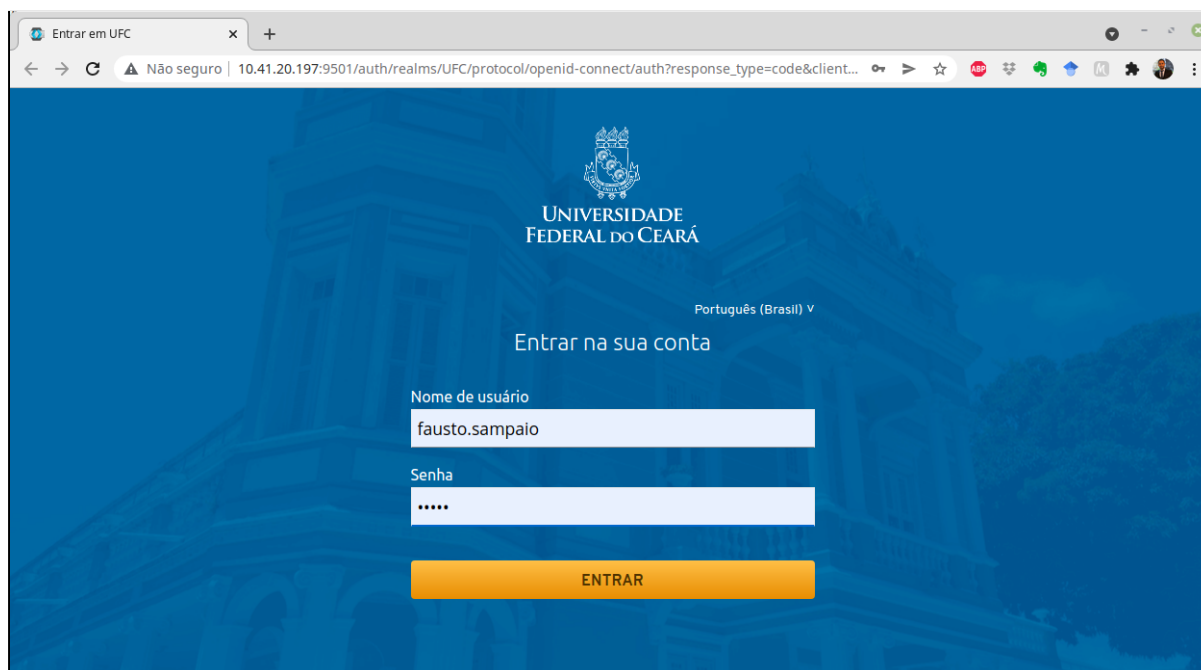 Entrar em UFC
Não seguro | 10.41.20.197:9501/auth/realms/UFC/protocol/openid-connect/auth?response_type=code&client...
ABP
UNIVERSIDADE
FEDERAL DO CEARÁ
Português (Brasil)
Entrar na sua conta
Nome de usuário
fausto.sampaio
Senha
•••••
ENTRAR